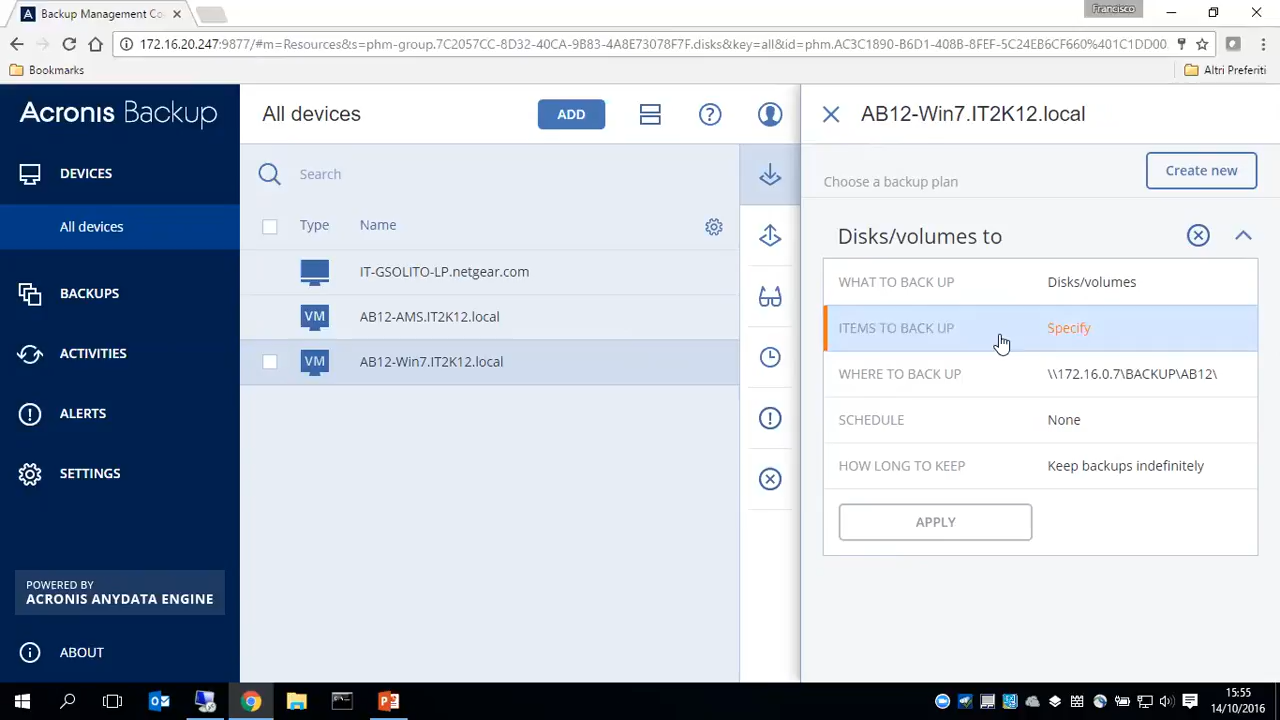 Backup Management Co
Francisco
172.16.20.247:9877/#m=Resources&s=phm-group.7C2057CC-8D32-40CA-9B83-4A8E73078F7F.disks&key=all&id=phm.AC3C1890-B6D1-408B-8FEF-5C24EB6CF660%401C1DD00
Bookmarks
Altri Preferiti
Acronis Backup
All devices
ADD
AB12-Win7.IT2K12.local
DEVICES
Search
Choose a backup plan
Create new
All devices
Type
Name
Disks/volumes to
IT-GSOLITO-LP.netgear.com
WHAT TO BACK UP
Disks/volumes
BACKUPS
VM
AB12-AMS.IT2K12.local
ITEMS TO BACK UP
Specify
ACTIVITIES
VM
AB12-Win7.IT2K12.local
WHERE TO BACK UP
\\172.16.0.7\BACKUP\AB12\
ALERTS
SCHEDULE
None
SETTINGS
HOW LONG TO KEEP
Keep backups indefinitely
APPLY
POWERED BY
ACRONIS ANYDATA ENGINE
ABOUT
15:55
14/10/2016